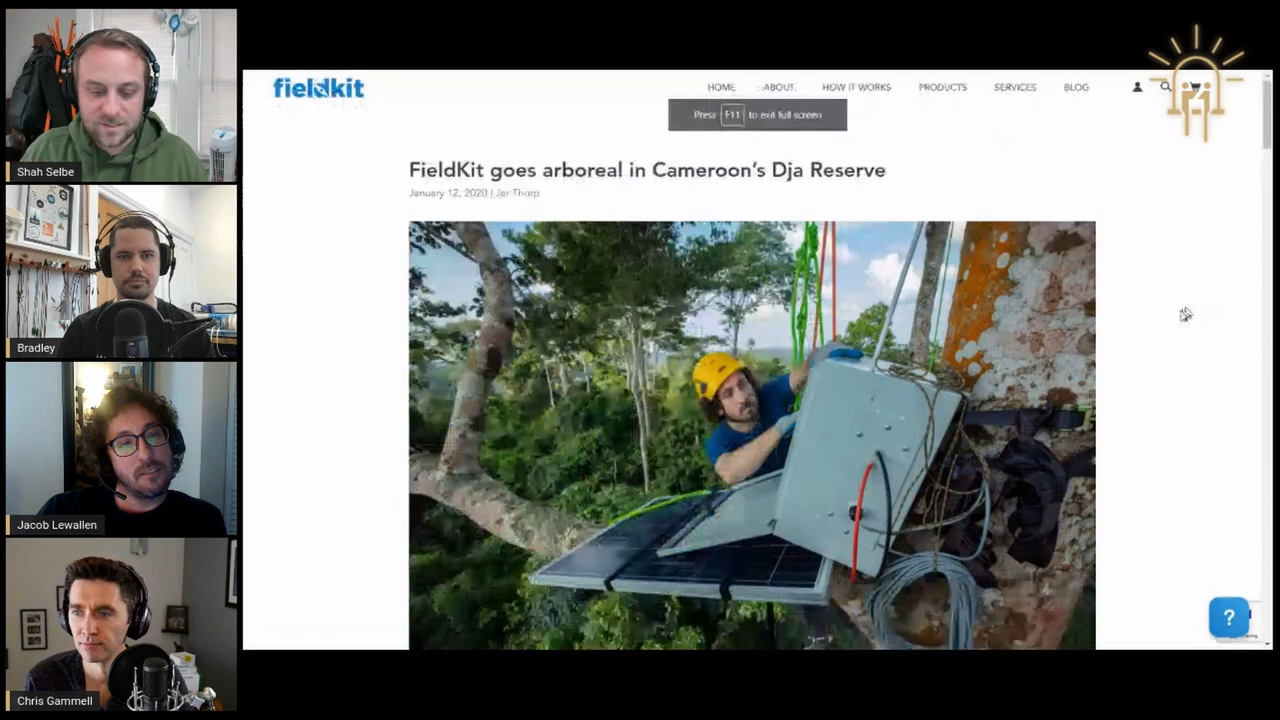 Shah Selbe
Bradley
Jacob Lewallen
Chris Gammell
fieldkit
HOME ABOUT HOW IT WORKS PRODUCTS SERVICES BLOG
Press F11 to exit full screen
FieldKit goes arboreal in Cameroon's Dja Reserve
January 12, 2020 | Jer Thorp
?